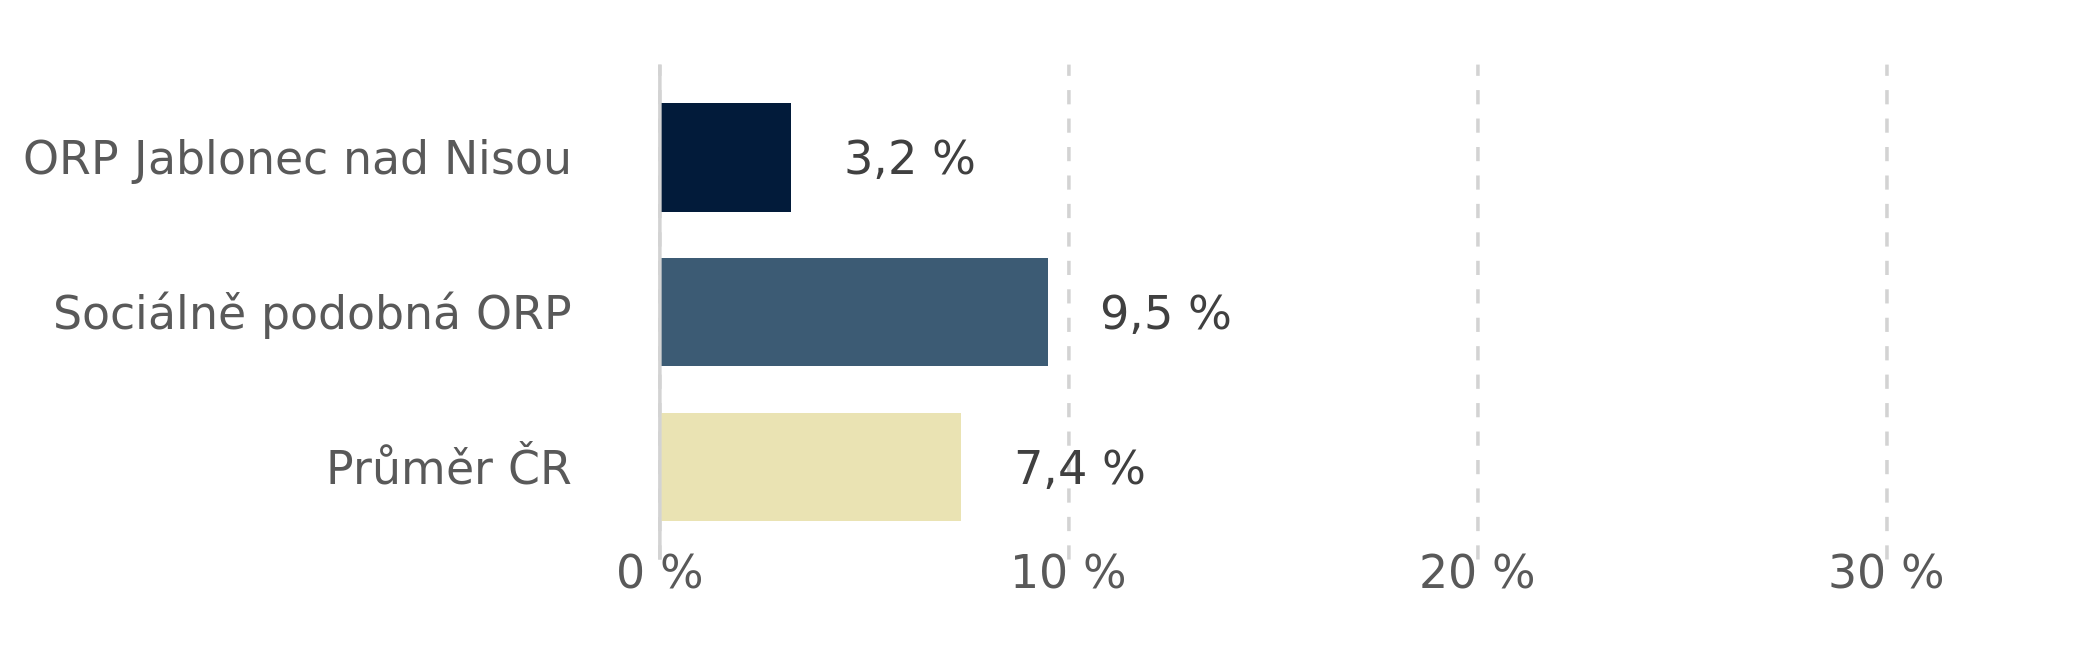 ORP Jablonec nad Nisou 3,2 %
Sociálně podobná ORP 9,5 %
Průměr ČR 7,4 %
0 % 10 % 20 % 30 %